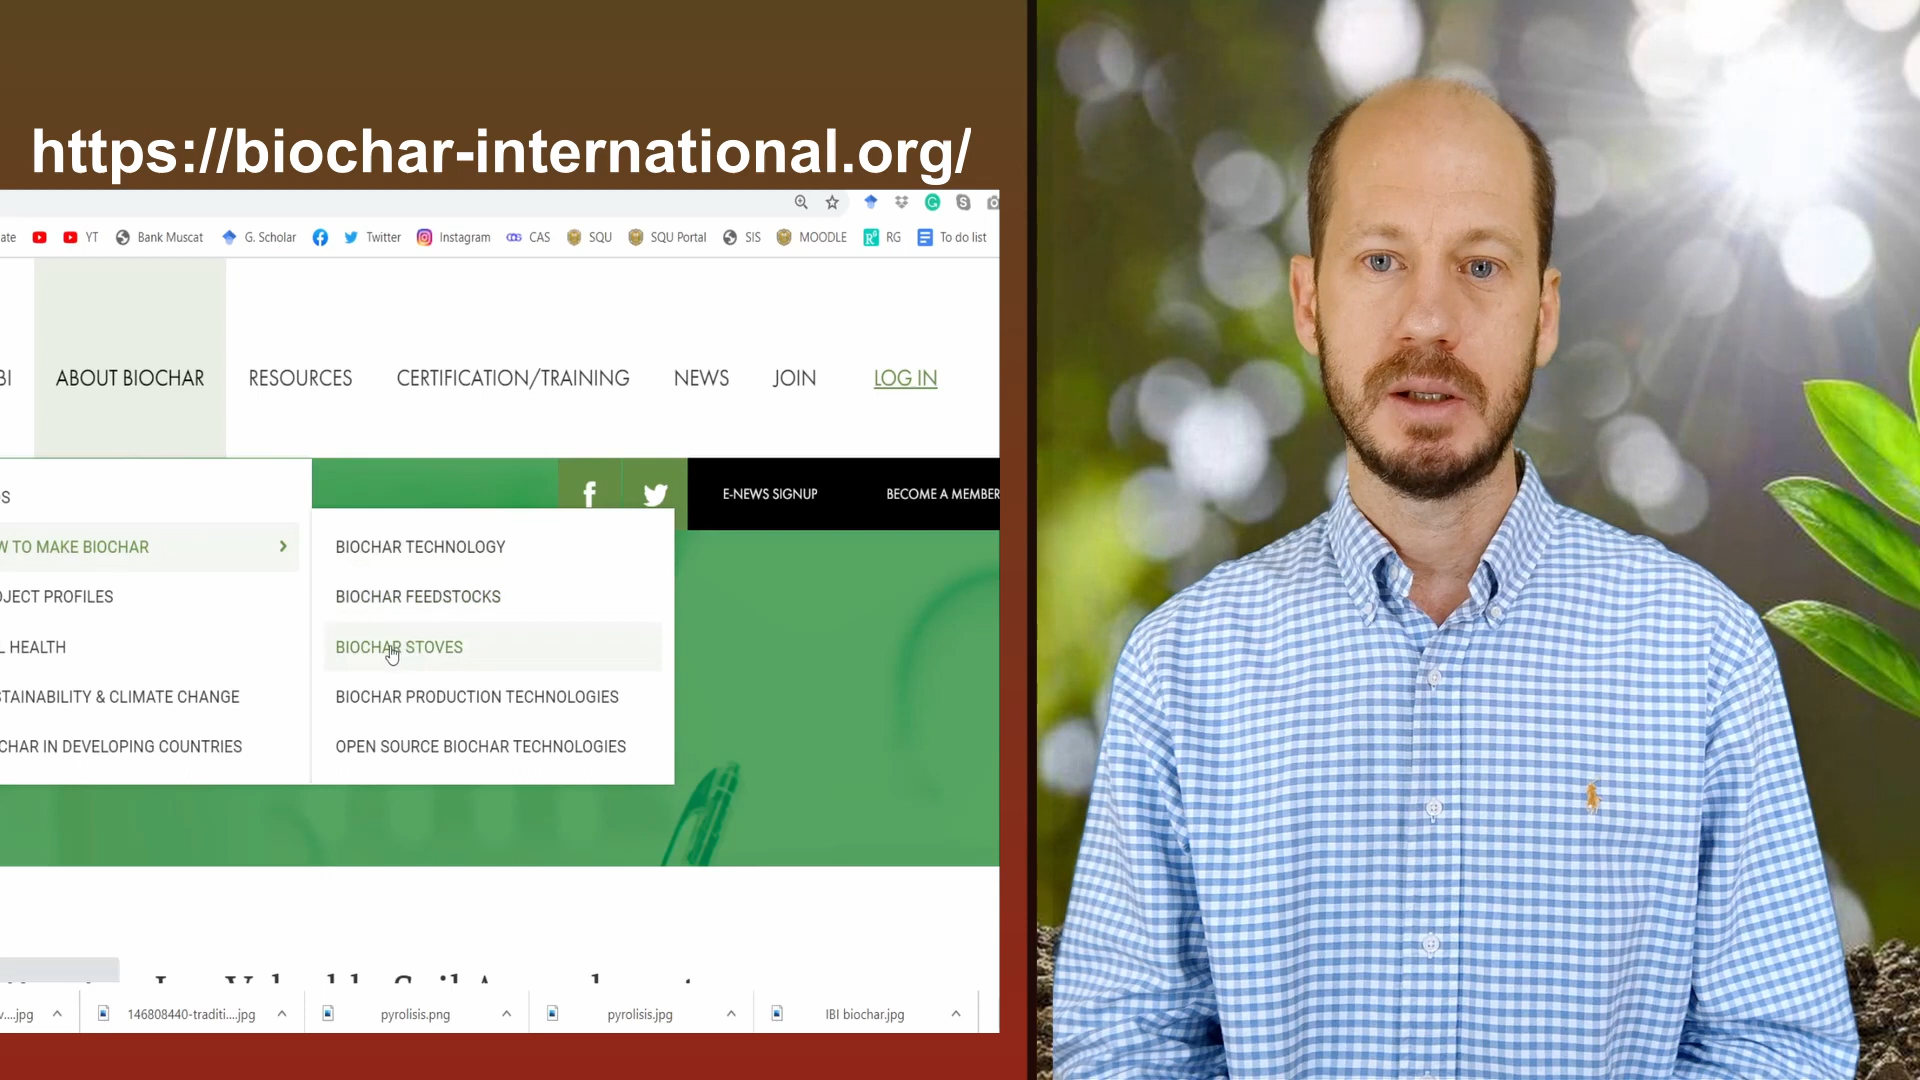 https://biochar-international.org/
ate YT Bank Muscat G. Scholar Twitter Instagram CAS SQU SQU Portal SIS MOODLE RG To do list
BI ABOUT BIOCHAR RESOURCES CERTIFICATION/TRAINING NEWS JOIN LOG IN
E-NEWS SIGNUP BECOME A MEMBER
S
W TO MAKE BIOCHAR
OJECT PROFILES
L HEALTH
STAINABILITY & CLIMATE CHANGE
CHAR IN DEVELOPING COUNTRIES
BIOCHAR TECHNOLOGY
BIOCHAR FEEDSTOCKS
BIOCHAR STOVES
BIOCHAR PRODUCTION TECHNOLOGIES
OPEN SOURCE BIOCHAR TECHNOLOGIES
v....jpg 146808440-traditi....jpg pyrolisis.png pyrolisis.jpg IBI biochar.jpg